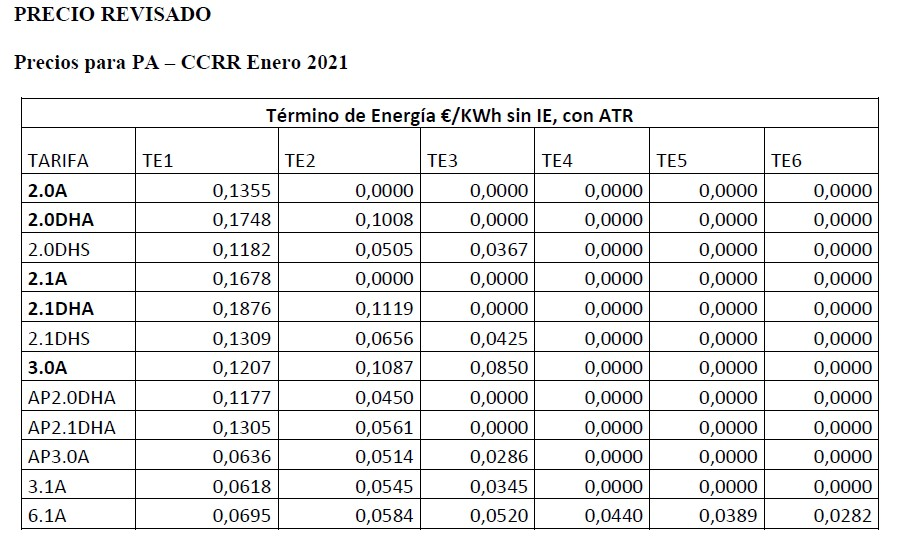 PRECIO REVISADO
Precios para PA – CCRR Enero 2021
Término de Energía €/KWh sin IE, con ATR
TARIFA TE1 TE2 TE3 TE4 TE5 TE6
2.0A 0,1355 0,0000 0,0000 0,0000 0,0000 0,0000
2.0DHA 0,1748 0,1008 0,0000 0,0000 0,0000 0,0000
2.0DHS 0,1182 0,0505 0,0367 0,0000 0,0000 0,0000
2.1A 0,1678 0,0000 0,0000 0,0000 0,0000 0,0000
2.1DHA 0,1876 0,1119 0,0000 0,0000 0,0000 0,0000
2.1DHS 0,1309 0,0656 0,0425 0,0000 0,0000 0,0000
3.0A 0,1207 0,1087 0,0850 0,0000 0,0000 0,0000
AP2.0DHA 0,1177 0,0450 0,0000 0,0000 0,0000 0,0000
AP2.1DHA 0,1305 0,0561 0,0000 0,0000 0,0000 0,0000
AP3.0A 0,0636 0,0514 0,0286 0,0000 0,0000 0,0000
3.1A 0,0618 0,0545 0,0345 0,0000 0,0000 0,0000
6.1A 0,0695 0,0584 0,0520 0,0440 0,0389 0,0282